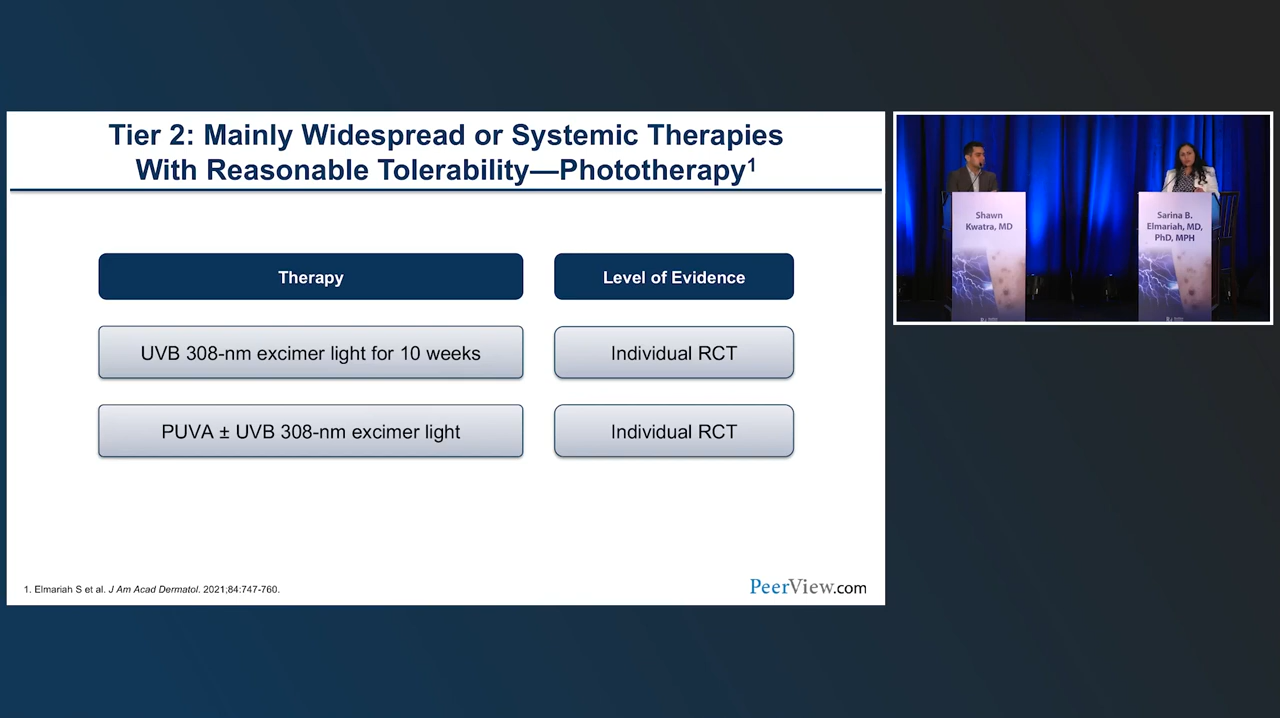 Tier 2: Mainly Widespread or Systemic Therapies
With Reasonable Tolerability—Phototherapy1
Therapy
Level of Evidence
UVB 308-nm excimer light for 10 weeks
Individual RCT
PUVA ± UVB 308-nm excimer light
Individual RCT
1. Elmariah S et al. J Am Acad Dermatol. 2021;84:747-760.
PeerView.com
Shawn
Kwatra, MD
Sarina B.
Elmariah, MD,
PhD, MPH